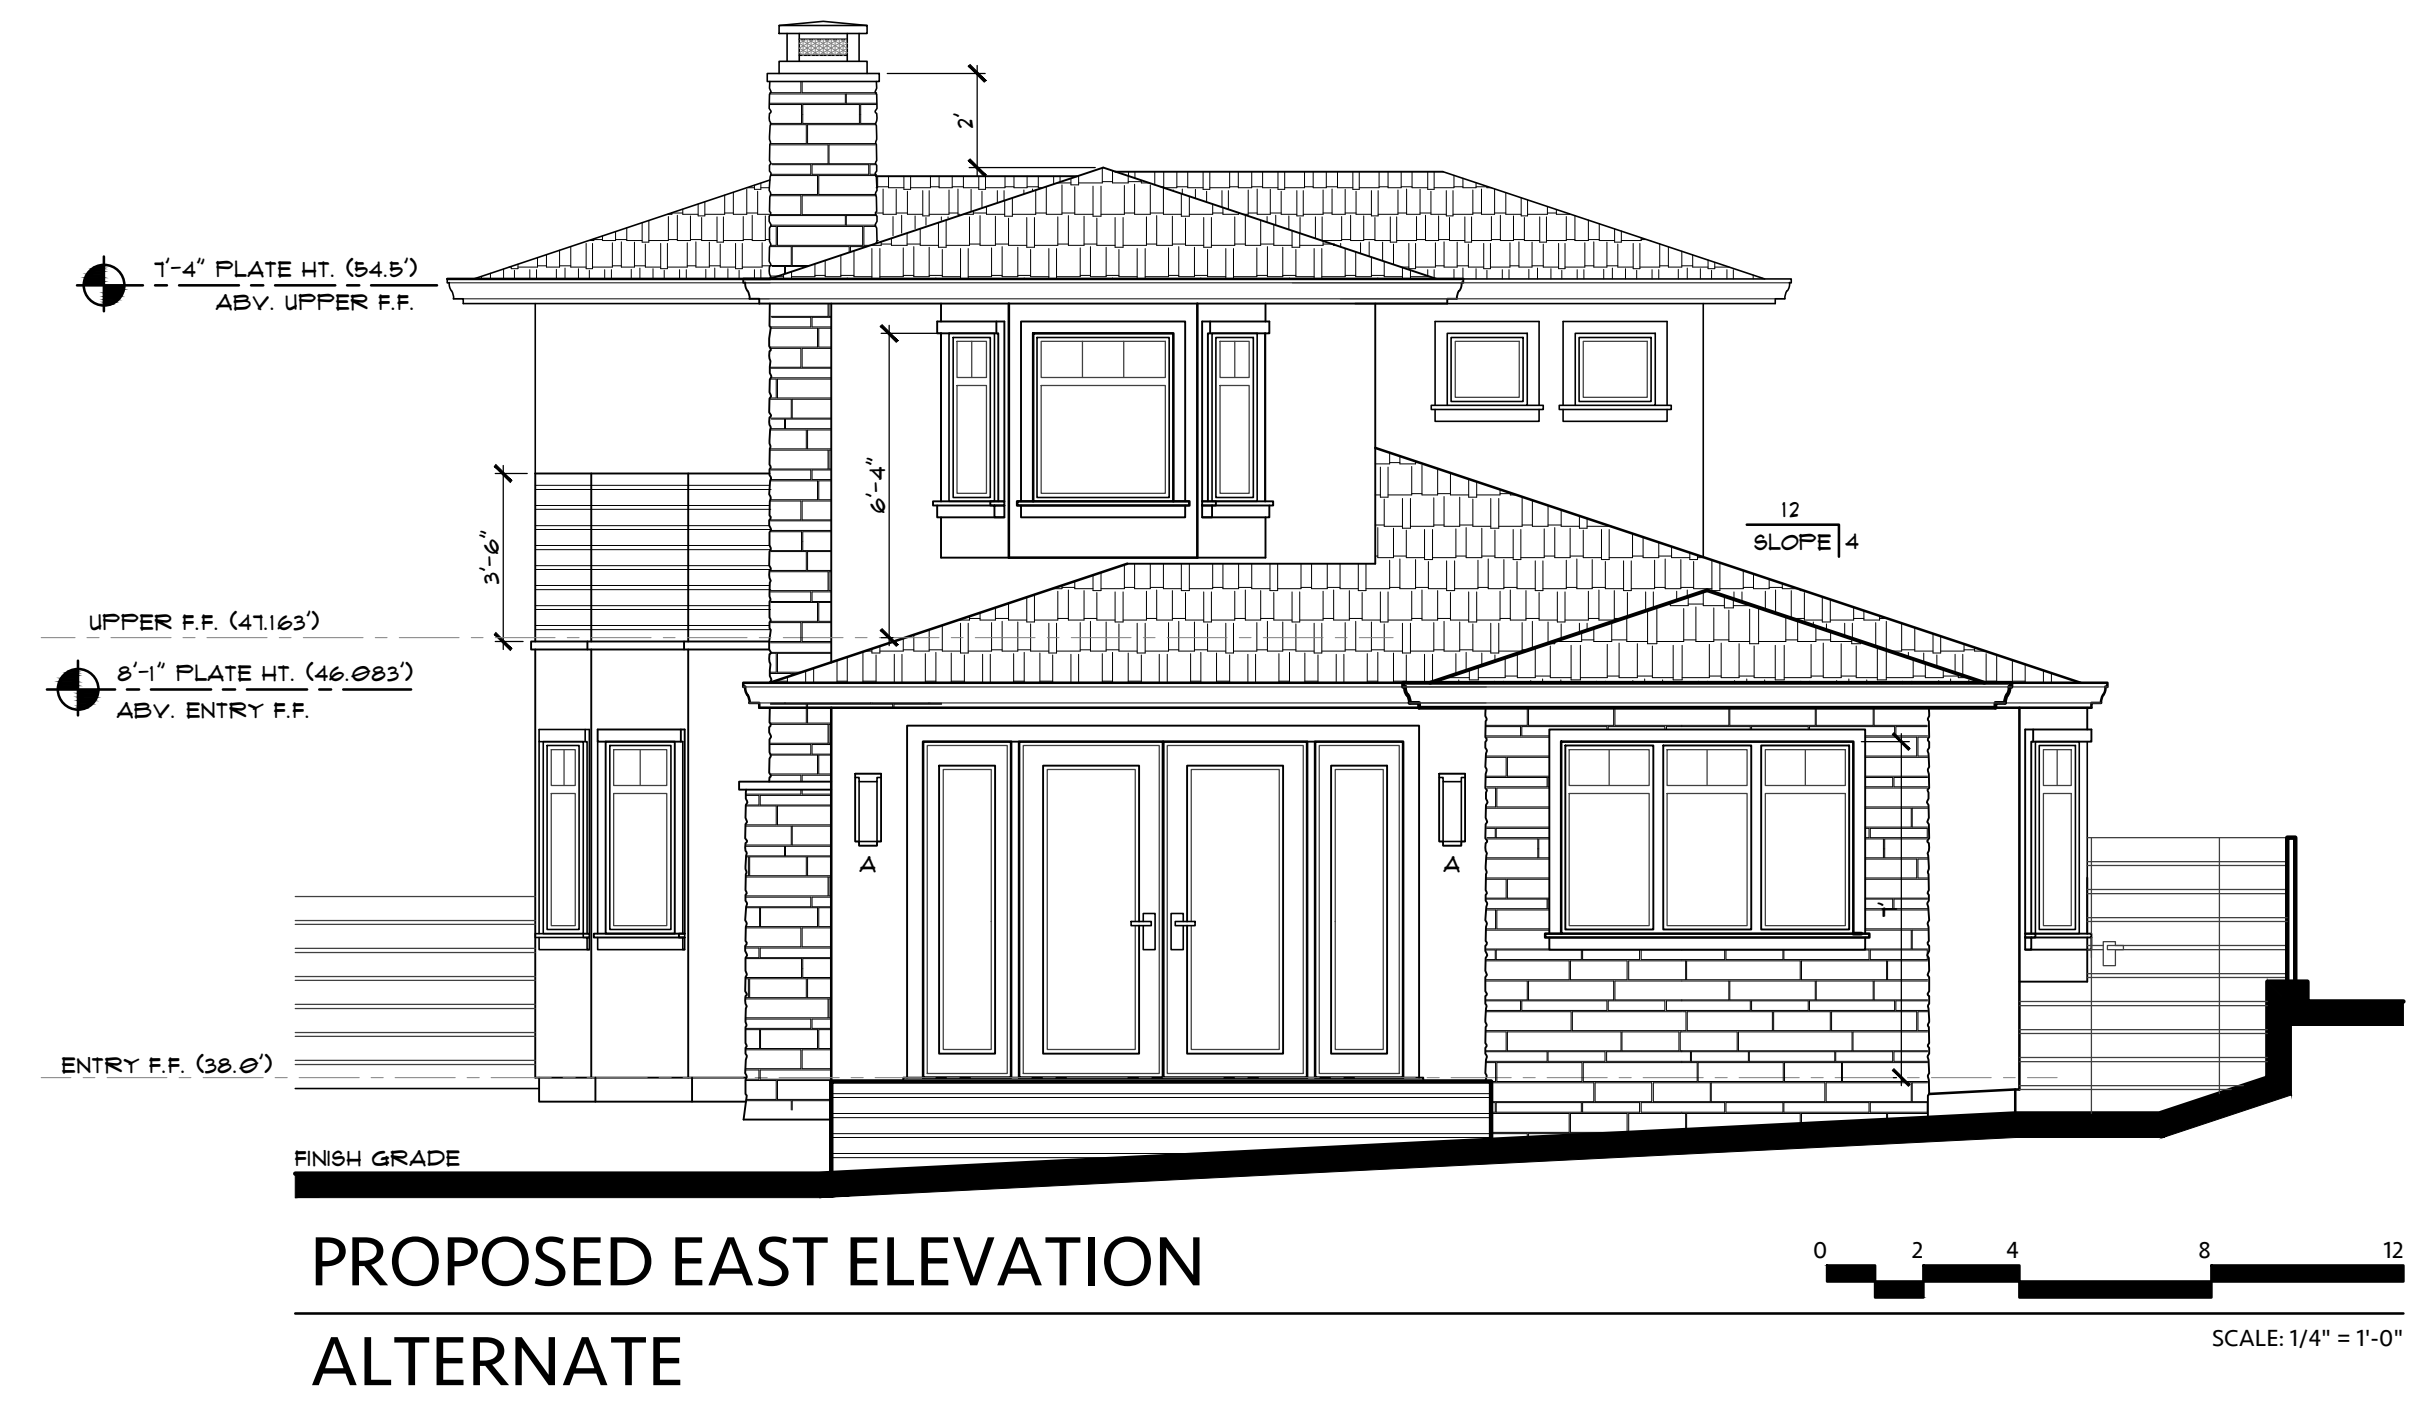 2'
7'-4" PLATE HT. (54.5')
ABV. UPPER F.F.
6'-4"
12
SLOPE 4
3'-6"
UPPER F.F. (47.163')
8'-1" PLATE HT. (46.083')
ABV. ENTRY F.F.
A
A
7'
ENTRY F.F. (38.0')
FINISH GRADE
PROPOSED EAST ELEVATION
0 2 4 8 12
ALTERNATE
SCALE: 1/4" = 1'-0"